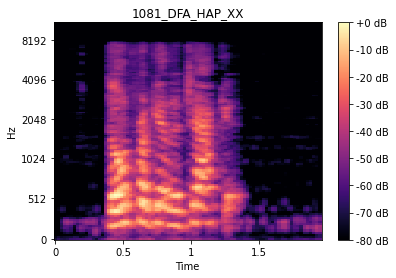 1081_DFA_HAP_XX
+0 dB
8192
-10 dB
4096
-20 dB
-30 dB
2048
-40 dB
Hz
1024
-50 dB
512
-60 dB
-70 dB
0
-80 dB
0
0.5
1
1.5
Time